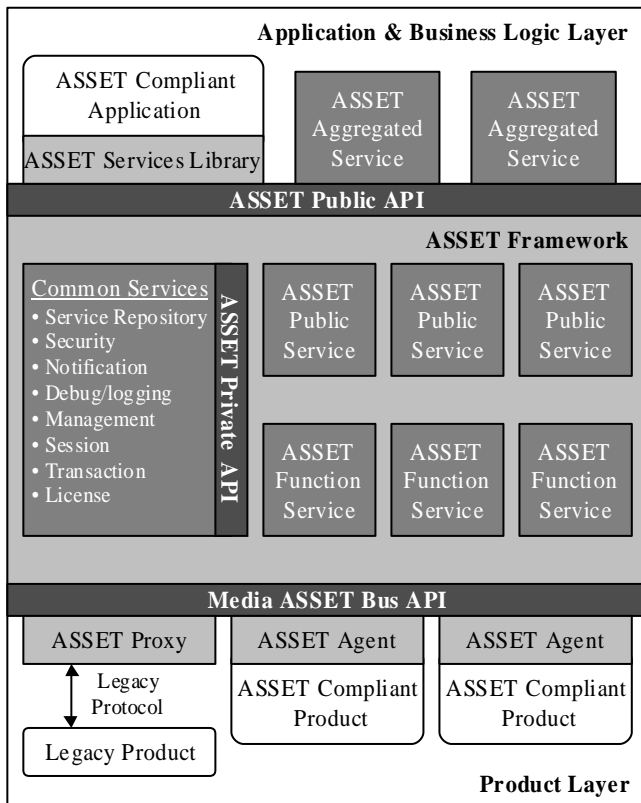 Application & Business Logic Layer
ASSET Compliant
Application
ASSET Services Library
ASSET
Aggregated
Service
ASSET
Aggregated
Service
ASSET Public API
ASSET Framework
Common Services
• Service Repository
• Security
• Notification
• Debug/logging
• Management
• Session
• Transaction
• License
ASSET Private API
ASSET
Public
Service
ASSET
Public
Service
ASSET
Public
Service
ASSET
Function
Service
ASSET
Function
Service
ASSET
Function
Service
Media ASSET Bus API
ASSET Proxy
Legacy
Protocol
Legacy Product
ASSET Agent
ASSET Compliant
Product
ASSET Agent
ASSET Compliant
Product
Product Layer